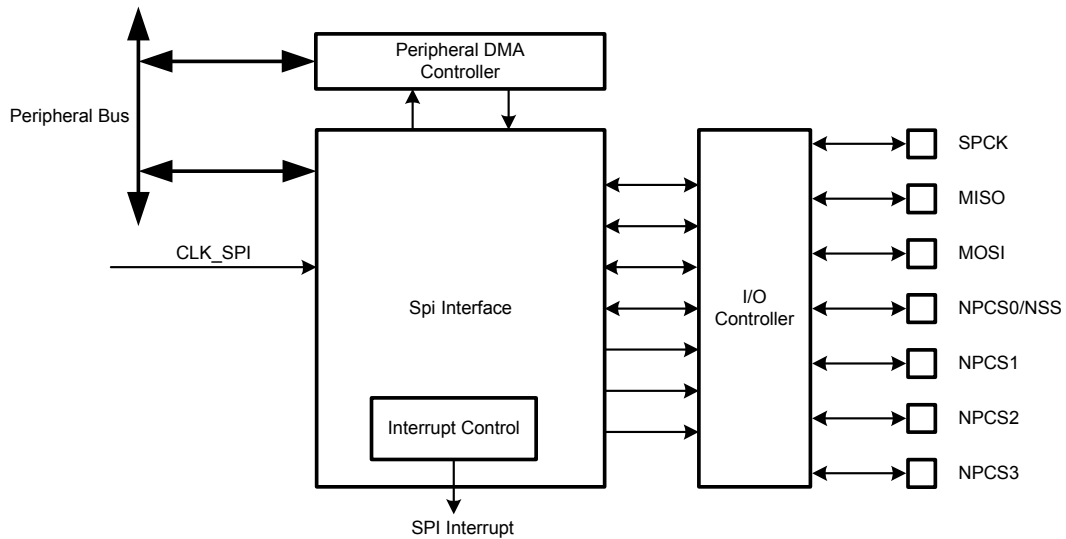 Peripheral DMA
Controller
Peripheral Bus
CLK_SPI
Spi Interface
Interrupt Control
SPI Interrupt
I/O
Controller
SPCK
MISO
MOSI
NPCS0/NSS
NPCS1
NPCS2
NPCS3